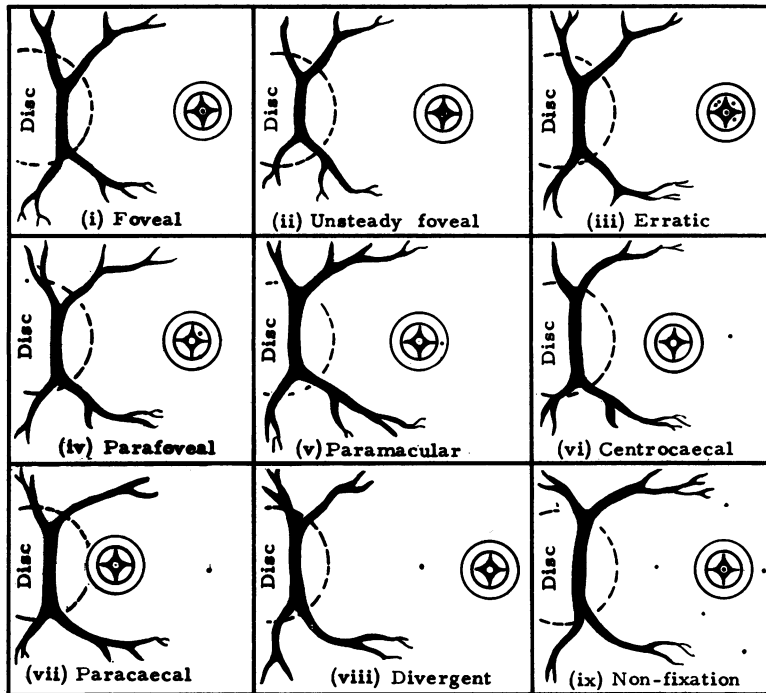 Disc
(i) Foveal
Disc
(ii) Unsteady foveal
Disc
(iii) Erratic
Disc
(iv) Parafoveal
Disc
(v) Paramacular
Disc
(vi) Centrocaecal
Disc
(vii) Paracaecal
Disc
(viii) Divergent
Disc
(ix) Non-fixation